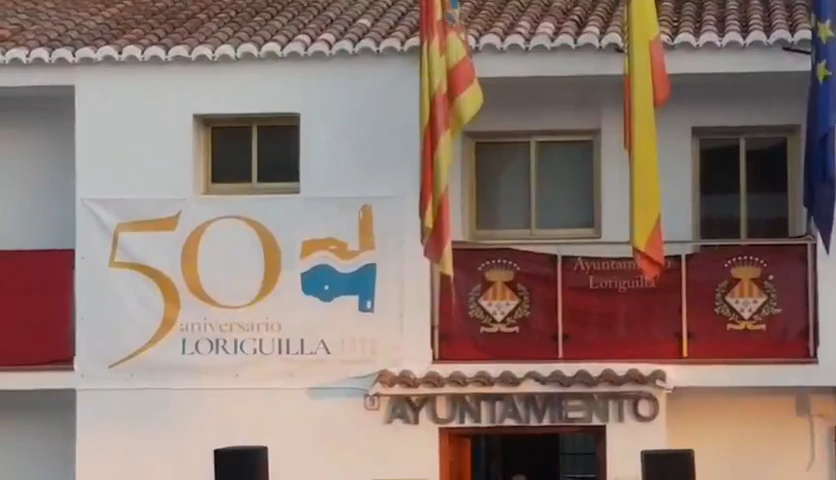 50
aniversario
LORIGUILLA
Ayuntamiento
Loriguilla
AYUNTAMIENTO